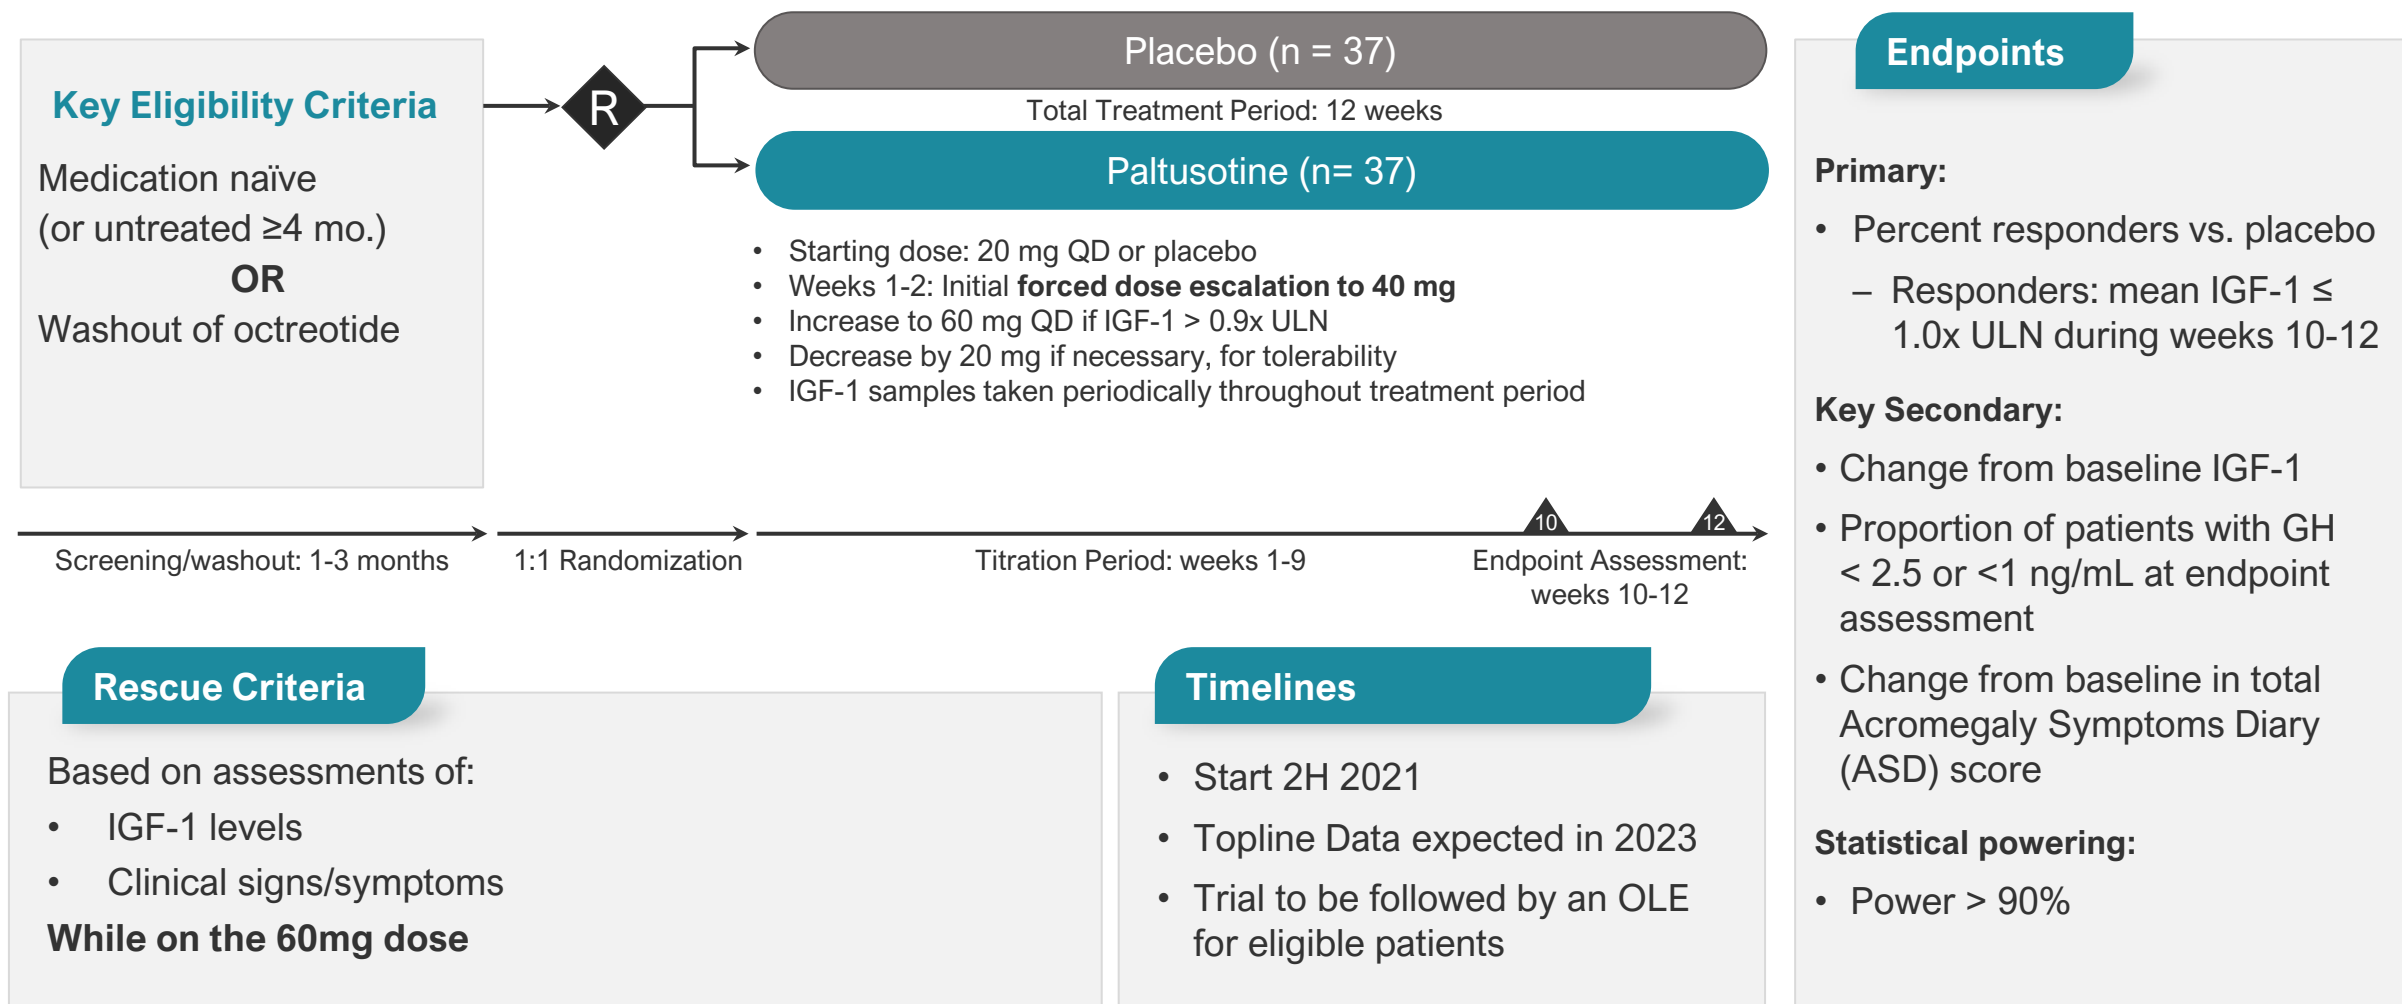 Key Eligibility Criteria
Medication naïve
(or untreated ≥4 mo.)
OR
Washout of octreotide
R
Placebo (n = 37)
Total Treatment Period: 12 weeks
Paltusotine (n= 37)
• Starting dose: 20 mg QD or placebo
• Weeks 1-2: Initial forced dose escalation to 40 mg
• Increase to 60 mg QD if IGF-1 > 0.9x ULN
• Decrease by 20 mg if necessary, for tolerability
• IGF-1 samples taken periodically throughout treatment period
10
12
Screening/washout: 1-3 months
1:1 Randomization
Titration Period: weeks 1-9
Endpoint Assessment:
weeks 10-12
Rescue Criteria
Based on assessments of:
• IGF-1 levels
• Clinical signs/symptoms
While on the 60mg dose
Timelines
• Start 2H 2021
• Topline Data expected in 2023
• Trial to be followed by an OLE
for eligible patients
Endpoints
Primary:
• Percent responders vs. placebo
– Responders: mean IGF-1 ≤
1.0x ULN during weeks 10-12
Key Secondary:
• Change from baseline IGF-1
• Proportion of patients with GH
< 2.5 or <1 ng/mL at endpoint
assessment
• Change from baseline in total
Acromegaly Symptoms Diary
(ASD) score
Statistical powering:
• Power > 90%